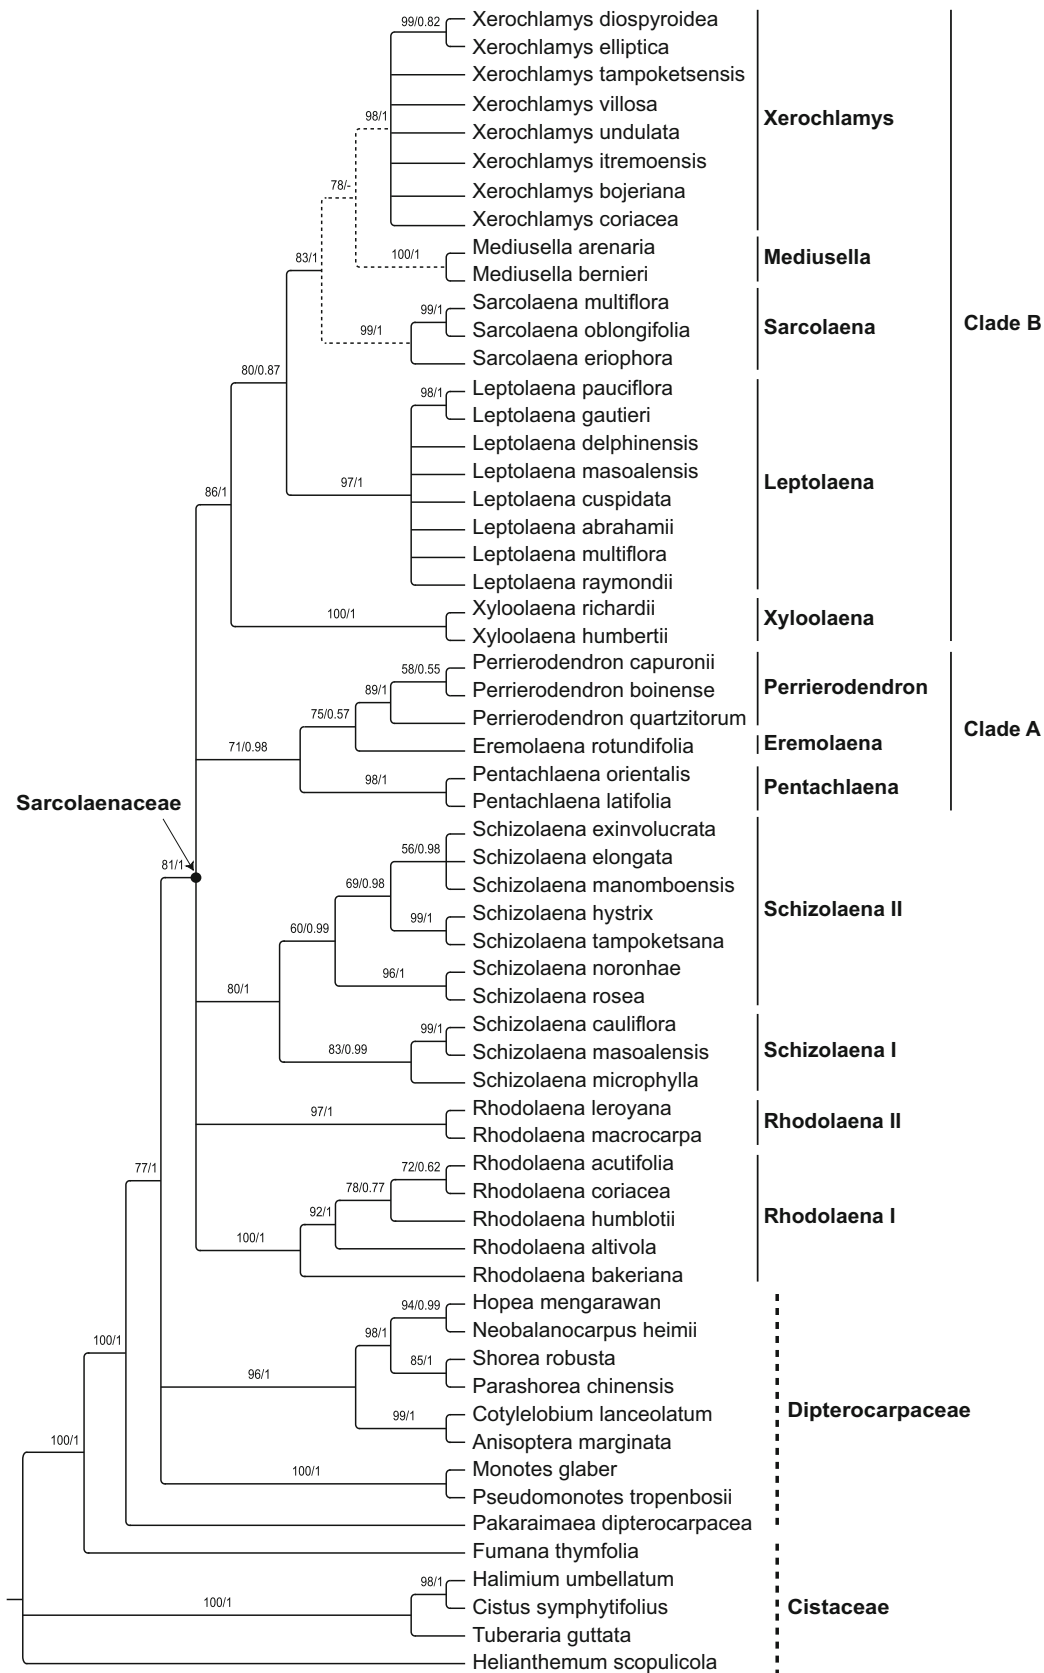 99/0.82
Xerochlamys diospyroidea
Xerochlamys elliptica
Xerochlamys tampoketsensis
Xerochlamys villosa
98/1
Xerochlamys
Xerochlamys undulata
Xerochlamys itremoensis
78/-
Xerochlamys bojeriana
Xerochlamys coriacea
Mediusella arenaria
83/1
100/1
Mediusella
Mediusella bernieri
Sarcolaena multiflora
99/1
Sarcolaena oblongifolia
99/1
Sarcolaena
Clade B
Sarcolaena eriophora
80/0.87
Leptolaena pauciflora
98/1
Leptolaena gautieri
Leptolaena delphinensis
Leptolaena masoalensis
97/1
Leptolaena
86/1
Leptolaena cuspidata
Leptolaena abrahamii
Leptolaena multiflora
Leptolaena raymondii
100/1
Xyloolaena richardii
Xyloolaena
Xyloolaena humbertii
58/0.55
Perrierodendron capuronii
89/1
Perrierodendron boinense
Perrierodendron
75/0.57
Perrierodendron quartzitorum
Clade A
71/0.98
Eremolaena rotundifolia
Eremolaena
98/1
Pentachlaena orientalis
Pentachlaena
Pentachlaena latifolia
Sarcolaenaceae
Schizolaena exinvolucrata
56/0.98
Schizolaena elongata
81/1
69/0.98
Schizolaena manomboensis
Schizolaena hystrix
Schizolaena II
60/0.99
99/1
Schizolaena tampoketsana
96/1
Schizolaena noronhae
80/1
Schizolaena rosea
99/1
Schizolaena cauliflora
83/0.99
Schizolaena masoalensis
Schizolaena I
Schizolaena microphylla
97/1
Rhodolaena leroyana
Rhodolaena II
Rhodolaena macrocarpa
77/1
72/0.62
Rhodolaena acutifolia
78/0.77
Rhodolaena coriacea
92/1
Rhodolaena humblotii
Rhodolaena I
100/1
Rhodolaena altivola
Rhodolaena bakeriana
94/0.99
Hopea mengarawan
100/1
98/1
Neobalanocarpus heimii
96/1
85/1
Shorea robusta
Parashorea chinensis
99/1
Cotylelobium lanceolatum
Dipterocarpaceae
100/1
Anisoptera marginata
100/1
Monotes glaber
Pseudomonotes tropenbosii
Pakaraimaea dipterocarpacea
Fumana thymfolia
98/1
Halimium umbellatum
100/1
Cistus symphytifolius
Cistaceae
Tuberaria guttata
Helianthemum scopulicola